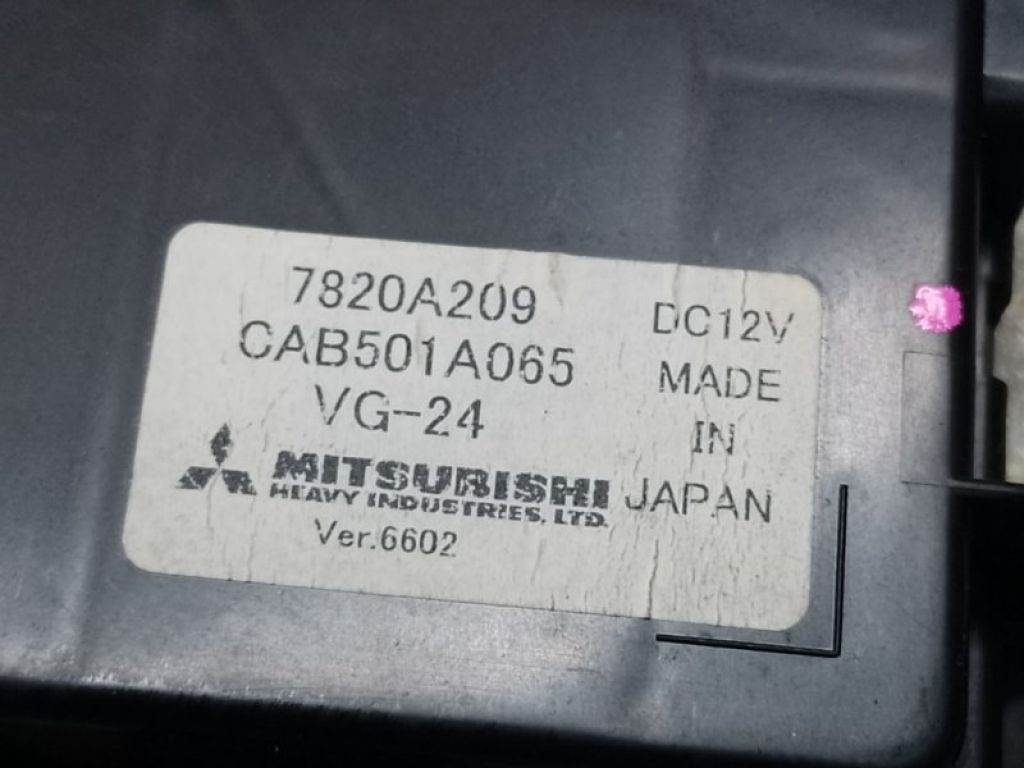 7820A209
CAB501A065
VG-24
MITSUBISHI
HEAVY INDUSTRIES, LTD.
Ver.6602
DC12V
MADE
IN
JAPAN